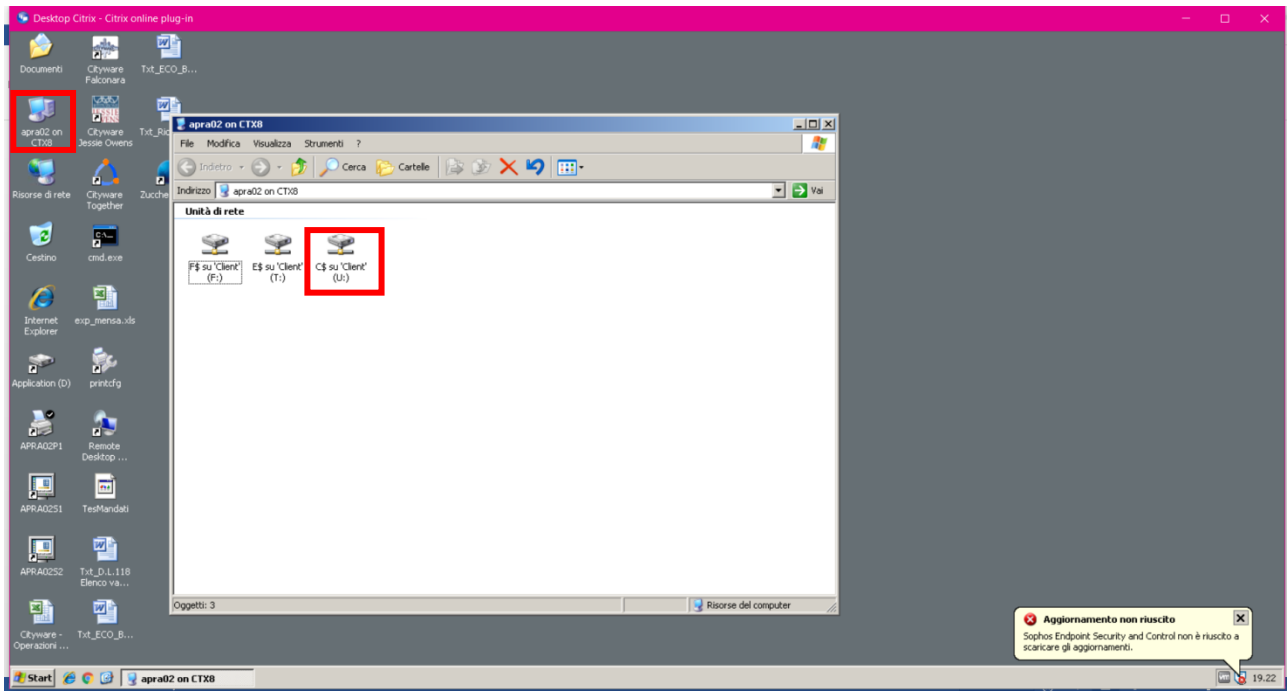 Desktop Citrix - Citrix online plug-in
Documenti
Cityware
Falconara
Txt_ECO_B...
apra02 on
CTX8
Cityware
Jessie Owens
Txt_Ric
Risorse di rete
Cityware
Together
Zucche
Cestino
cmd.exe
Internet
Explorer
exp_mensa.xls
Application (D)
printcfg
APRA02P1
Remote
Desktop ...
APRA02S1
TesMandati
APRA02S2
Txt_D.L.118
Elenco va...
Cityware -
Operazioni ...
Txt_ECO_B...
apra02 on CTX8
File Modifica Visualizza Strumenti ?
Indietro Cerca Cartelle
Indirizzo apra02 on CTX8 Vai
Unità di rete
F$ su 'Client'
(F:)
E$ su 'Client'
(T:)
C$ su 'Client'
(U:)
Oggetti: 3 Risorse del computer
Aggiornamento non riuscito
Sophos Endpoint Security and Control non è riuscito a
scaricare gli aggiornamenti.
Start apra02 on CTX8 19.22